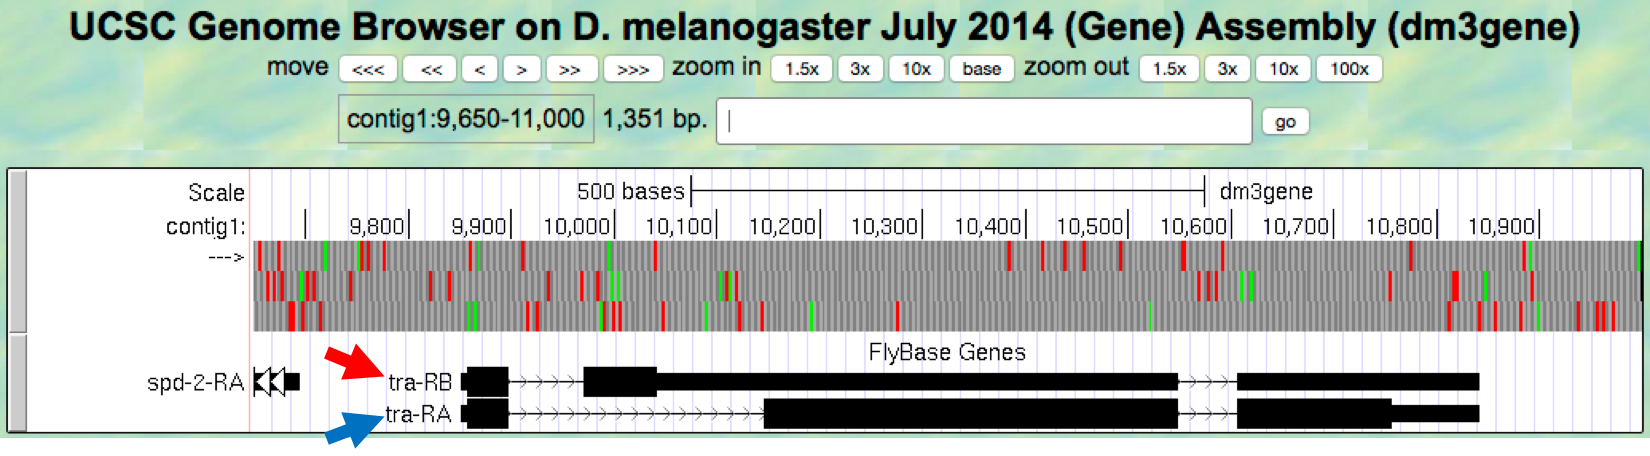 UCSC Genome Browser on D. melanogaster July 2014 (Gene) Assembly (dm3gene)
move <<< << < > >> >>> zoom in 1.5x 3x 10x base zoom out 1.5x 3x 10x 100x
contig1:9,650-11,000 1,351 bp. go
Scale 500 bases dm3gene
contig1: 9,800 9,900 10,000 10,100 10,200 10,300 10,400 10,500 10,600 10,700 10,800 10,900
--->
FlyBase Genes
spd-2-RA tra-RB
tra-RA